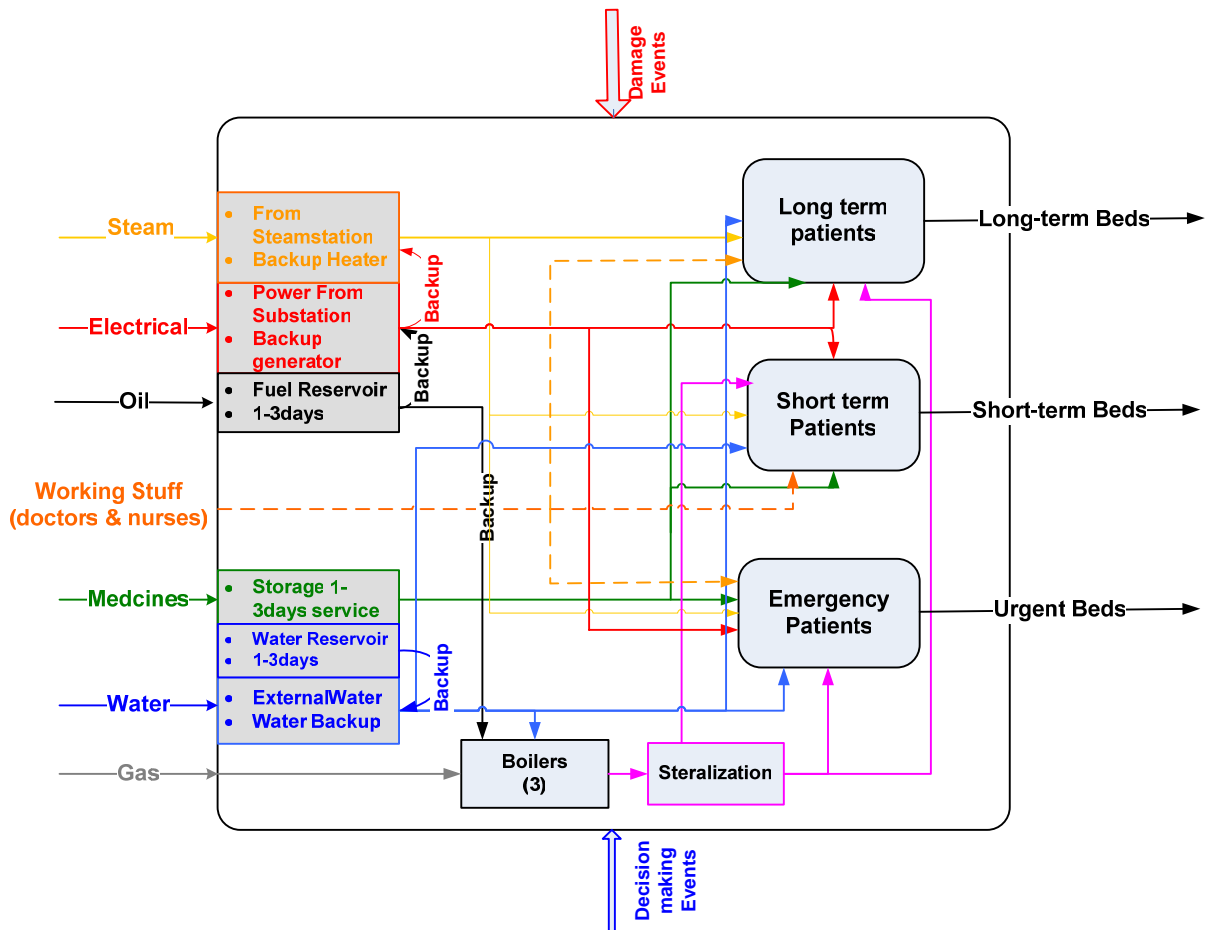 Damage
Events
Steam
• From
Steamstation
• Backup Heater
Backup
Electrical
• Power From
Substation
• Backup
generator
Backup
Oil
• Fuel Reservoir
• 1-3days
Backup
Working Stuff
(doctors & nurses)
Medcines
• Storage 1-
3days service
• Water Reservoir
• 1-3days
Backup
Water
• ExternalWater
• Water Backup
Gas
Boilers
(3)
Steralization
Long term
patients
Long-term Beds
Short term
Patients
Short-term Beds
Emergency
Patients
Urgent Beds
Decision
making
Events